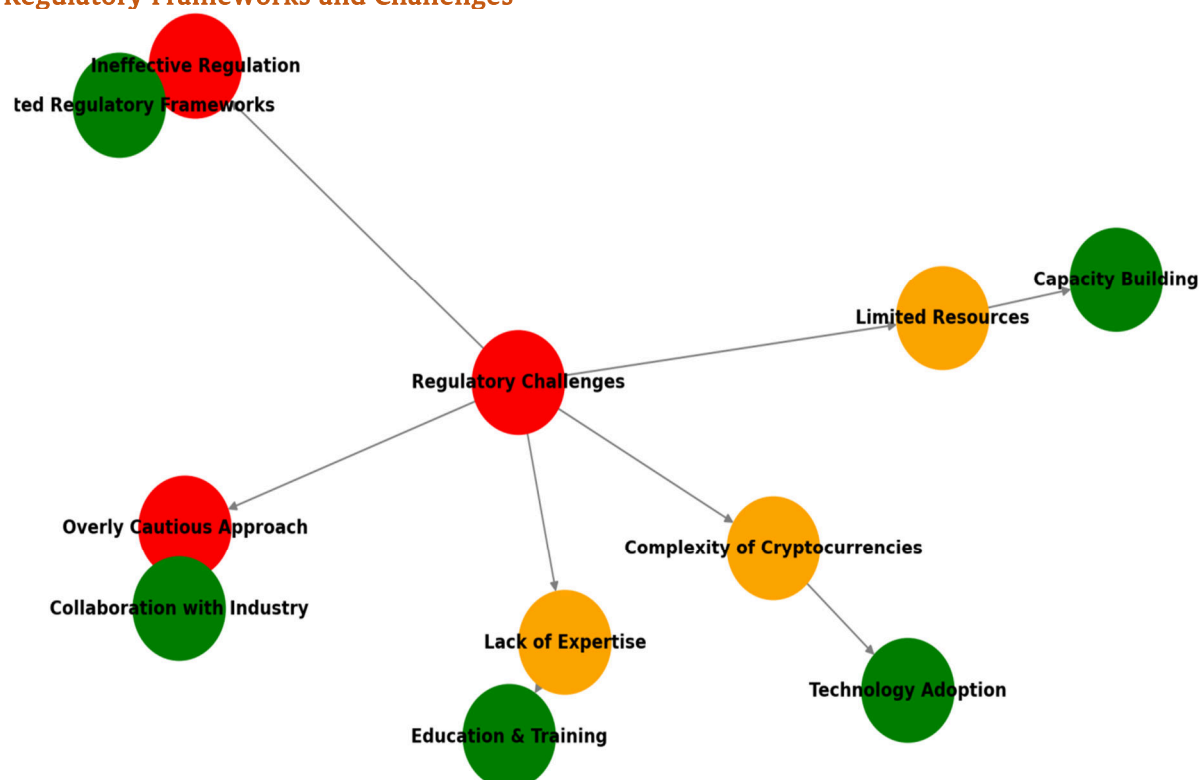 Regulatory Frameworks and Challenges
Ineffective Regulation
Regulatory Frameworks
Capacity Building
Limited Resources
Regulatory Challenges
Overly Cautious Approach
Complexity of Cryptocurrencies
Collaboration with Industry
Lack of Expertise
Technology Adoption
Education & Training